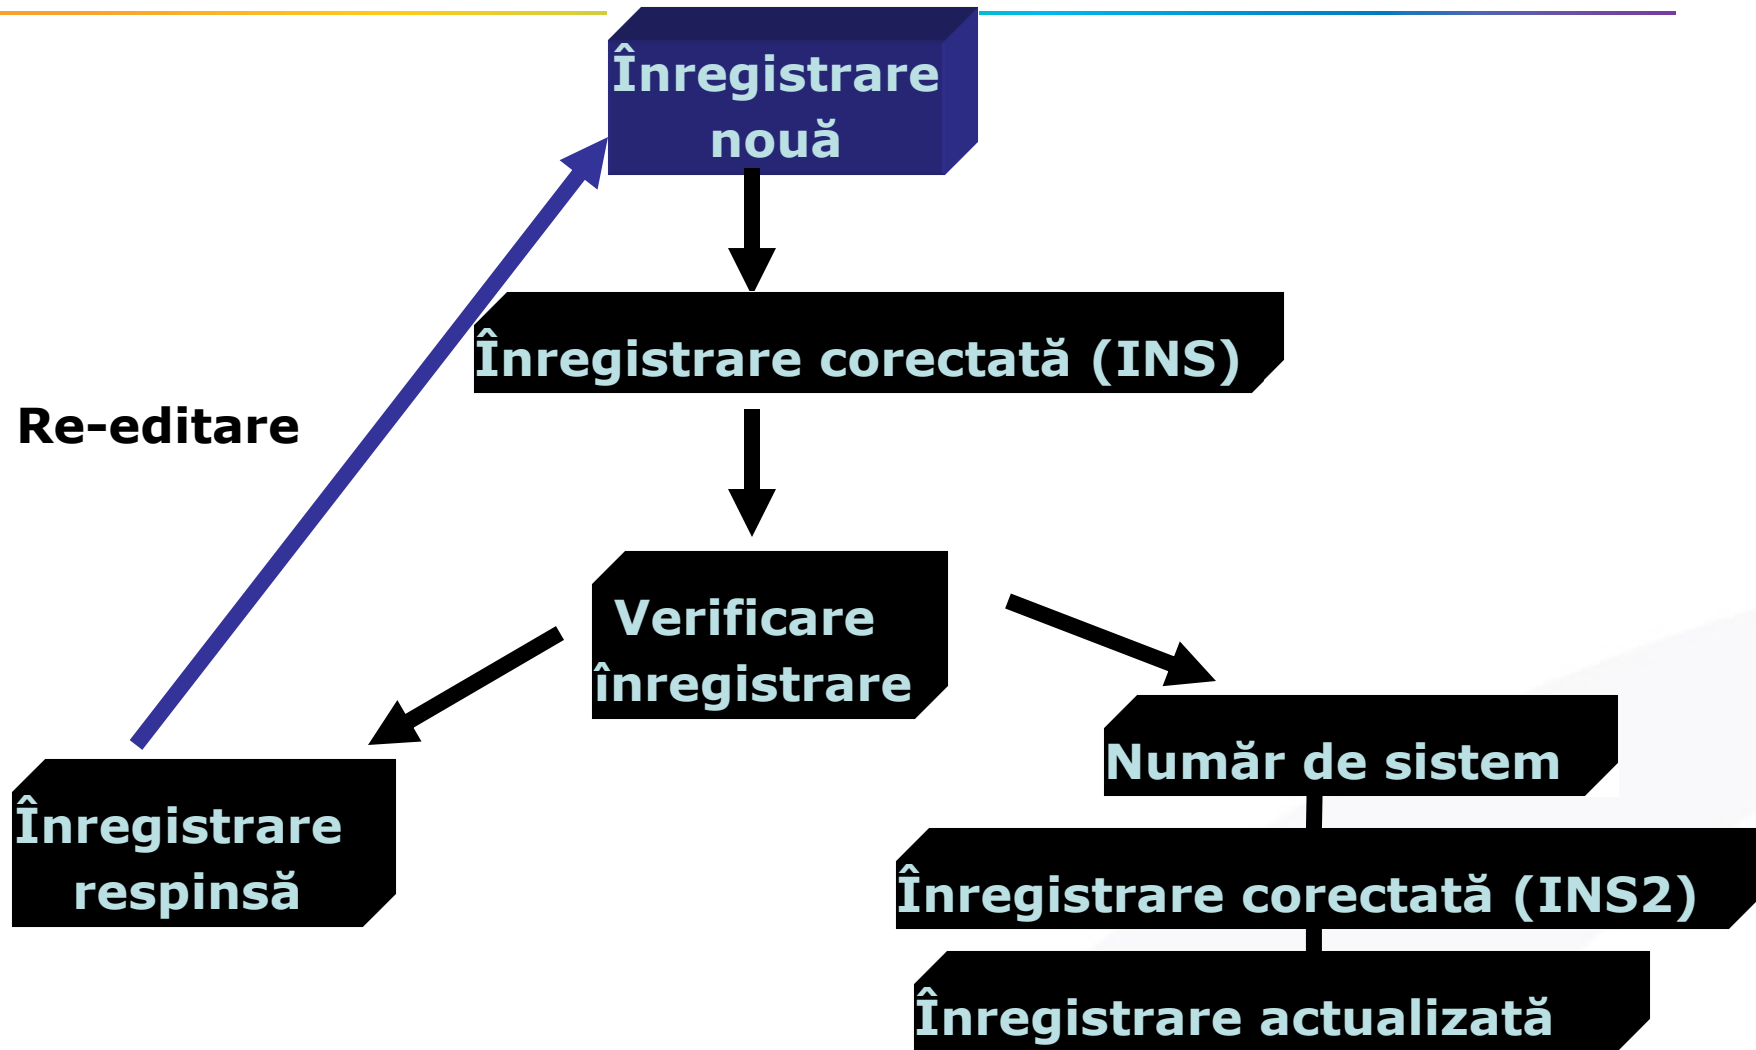 Înregistrare
nouă
Înregistrare corectată (INS)
Re-editare
Verificare
înregistrare
Număr de sistem
Înregistrare
respinsă
Înregistrare corectată (INS2)
Înregistrare actualizată